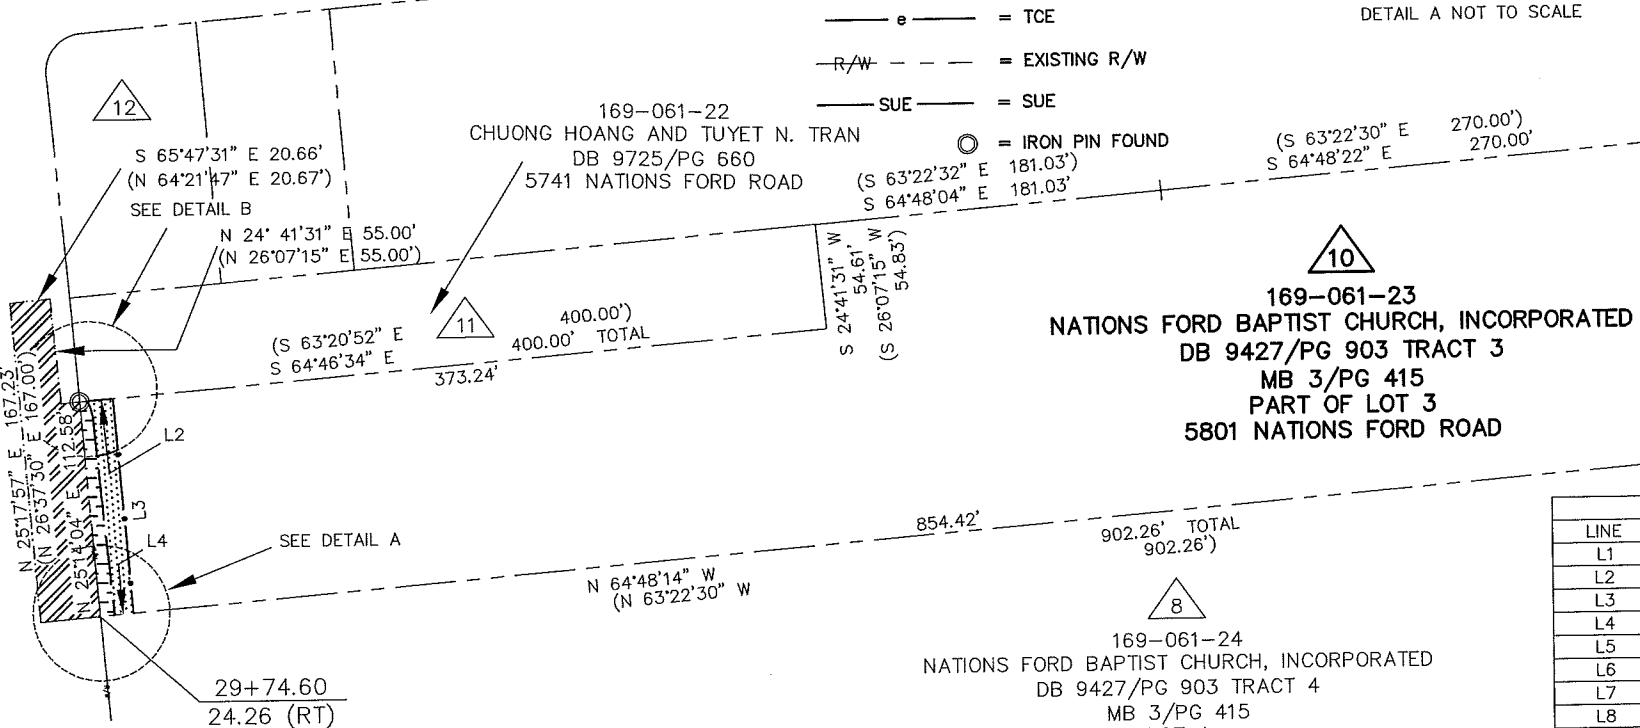 e = TCE
DETAIL A NOT TO SCALE
R/W = EXISTING R/W
SUE = SUE
= IRON PIN FOUND
12
S 65°47'31" E 20.66'
(N 64°21'47" E 20.67')
SEE DETAIL B
N 24° 41'31" E 55.00'
(N 26°07'15" E 55.00')
169-061-22
CHUONG HOANG AND TUYET N. TRAN
DB 9725/PG 660
5741 NATIONS FORD ROAD
(S 63°22'32" E 181.03')
S 64°48'04" E 181.03'
(S 63°22'30" E 270.00')
S 64°48'22" E 270.00'
11
(S 63°20'52" E 400.00')
S 64°46'34" E 400.00' TOTAL
373.24'
S 24°41'31" W
54.61'
(S 26°07'15" W
54.83')
10
169-061-23
NATIONS FORD BAPTIST CHURCH, INCORPORATED
DB 9427/PG 903 TRACT 3
MB 3/PG 415
PART OF LOT 3
5801 NATIONS FORD ROAD
N 25°17'57" E 167.23'
(N 26°37'30" E 167.00')
N 25°14'04" E 112.58'
L2
L3
L4
SEE DETAIL A
854.42'
902.26' TOTAL
902.26')
N 64°48'14" W
(N 63°22'30" W
8
169-061-24
NATIONS FORD BAPTIST CHURCH, INCORPORATED
DB 9427/PG 903 TRACT 4
MB 3/PG 415
29+74.60
24.26 (RT)
LINE
L1
L2
L3
L4
L5
L6
L7
L8